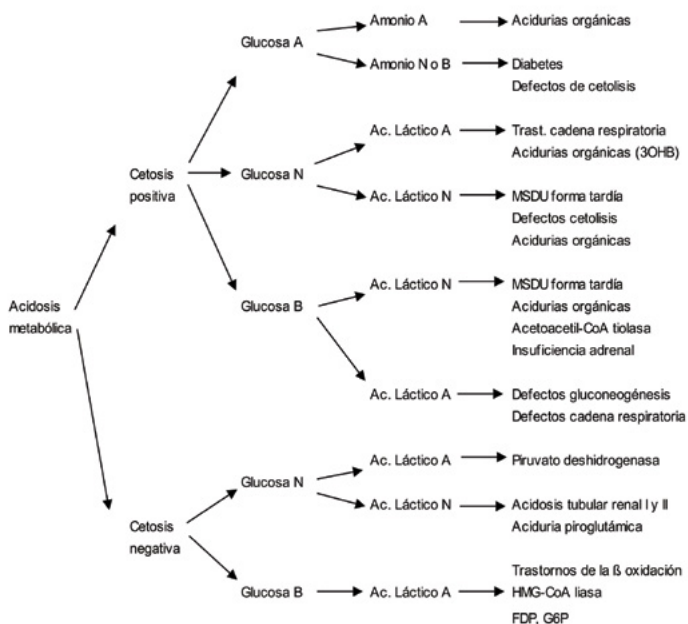 Amonio A
Acidurias orgánicas
Glucosa A
Amonio N o B
Diabetes
Defectos de cetolisis
Ac. Láctico A
Trast. cadena respiratoria
Acidurias orgánicas (3OHB)
Cetosis
positiva
Glucosa N
Ac. Láctico N
MSDU forma tardía
Defectos cetolisis
Acidurias orgánicas
Acidosis
metabólica
Glucosa B
Ac. Láctico N
MSDU forma tardía
Acidurias orgánicas
Acetoacetil-CoA tiolasa
Insuficiencia adrenal
Ac. Láctico A
Defectos gluconeogénesis
Defectos cadena respiratoria
Glucosa N
Ac. Láctico A
Piruvato deshidrogenasa
Ac. Láctico N
Acidosis tubular renal I y II
Aciduria piroglutámica
Cetosis
negativa
Glucosa B
Ac. Láctico A
Trastornos de la ß oxidación
HMG-CoA liasa
FDP, G6P